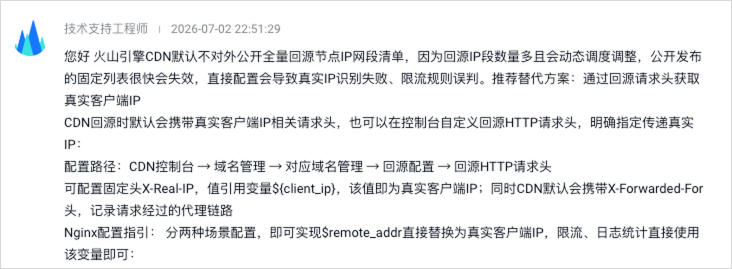 技术支持工程师 | 2026-07-02 22:51:29
您好 火山引擎CDN默认不对外公开全量回源节点IP网段清单，因为回源IP段数量多且会动态调度调整，公开发布
的固定列表很快会失效，直接配置会导致真实IP识别失败、限流规则误判。推荐替代方案：通过回源请求头获取
真实客户端IP
CDN回源时默认会携带真实客户端IP相关请求头，也可以在控制台自定义回源HTTP请求头，明确指定传递真实
IP：
配置路径：CDN控制台 → 域名管理 → 对应域名管理 → 回源配置 → 回源HTTP请求头
可配置固定头X-Real-IP，值引用变量${client_ip}，该值即为真实客户端IP；同时CDN默认会携带X-Forwarded-For
头，记录请求经过的代理链路
Nginx配置指引： 分两种场景配置，即可实现$remote_addr直接替换为真实客户端IP，限流、日志统计直接使用
该变量即可：